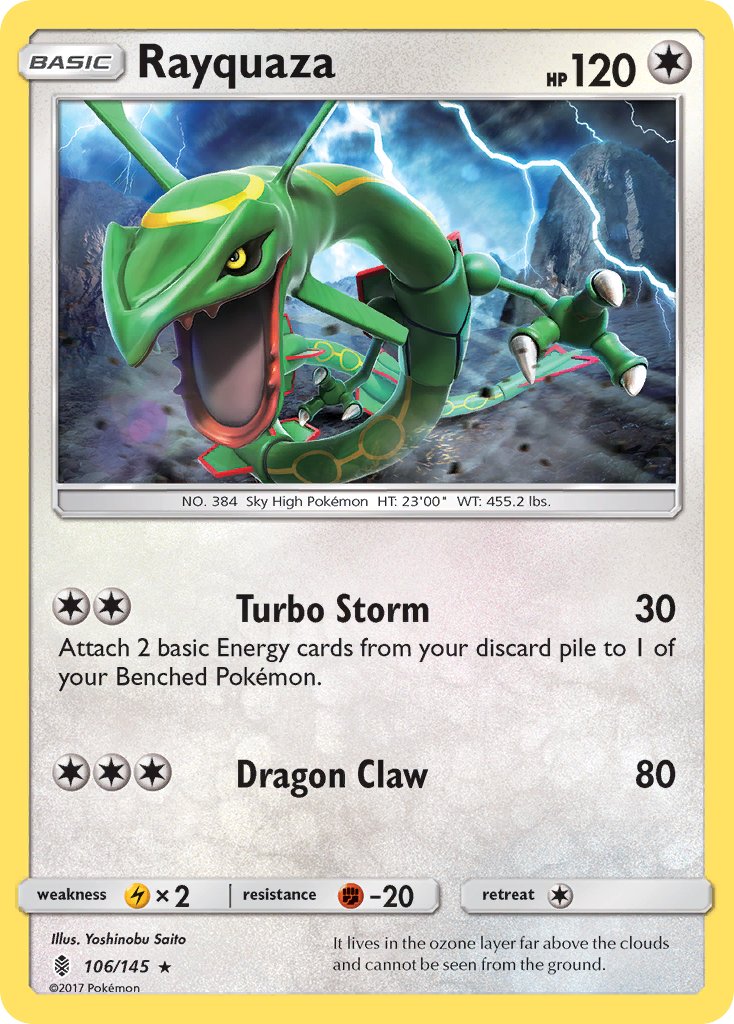 BASIC Rayquaza HP 120
NO. 384 Sky High Pokémon HT: 23'00" WT: 455.2 lbs.
Turbo Storm 30
Attach 2 basic Energy cards from your discard pile to 1 of
your Benched Pokémon.
Dragon Claw 80
weakness × 2 resistance –20 retreat
Illus. Yoshinobu Saito
106/145 ★
©2017 Pokémon
It lives in the ozone layer far above the clouds
and cannot be seen from the ground.